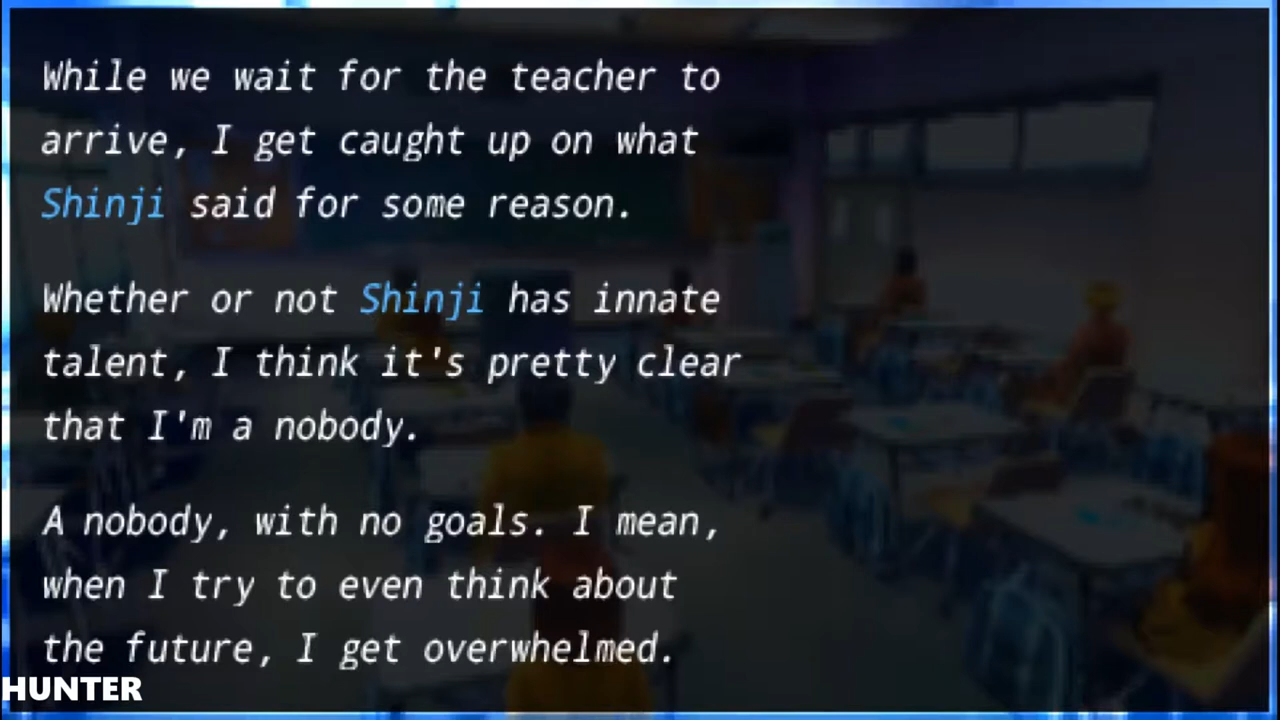 While we wait for the teacher to
arrive, I get caught up on what
Shinji said for some reason.
Whether or not Shinji has innate
talent, I think it's pretty clear
that I'm a nobody.
A nobody, with no goals. I mean,
when I try to even think about
the future, I get overwhelmed.
HUNTER